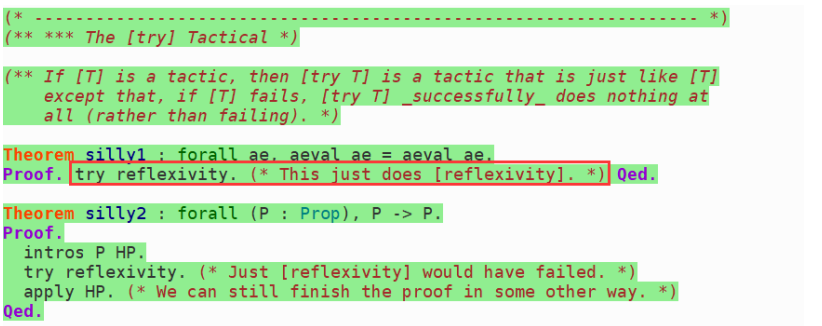 (* ------------------------------------------------------------------- *)
(** *** The [try] Tactical *)
(** If [T] is a tactic, then [try T] is a tactic that is just like [T]
except that, if [T] fails, [try T] _successfully_ does nothing at
all (rather than failing). *)
Theorem silly1 : forall ae, aeval ae = aeval ae.
Proof. try reflexivity. (* This just does [reflexivity]. *) Qed.
Theorem silly2 : forall (P : Prop), P -> P.
Proof.
intros P HP.
try reflexivity. (* Just [reflexivity] would have failed. *)
apply HP. (* We can still finish the proof in some other way. *)
Qed.